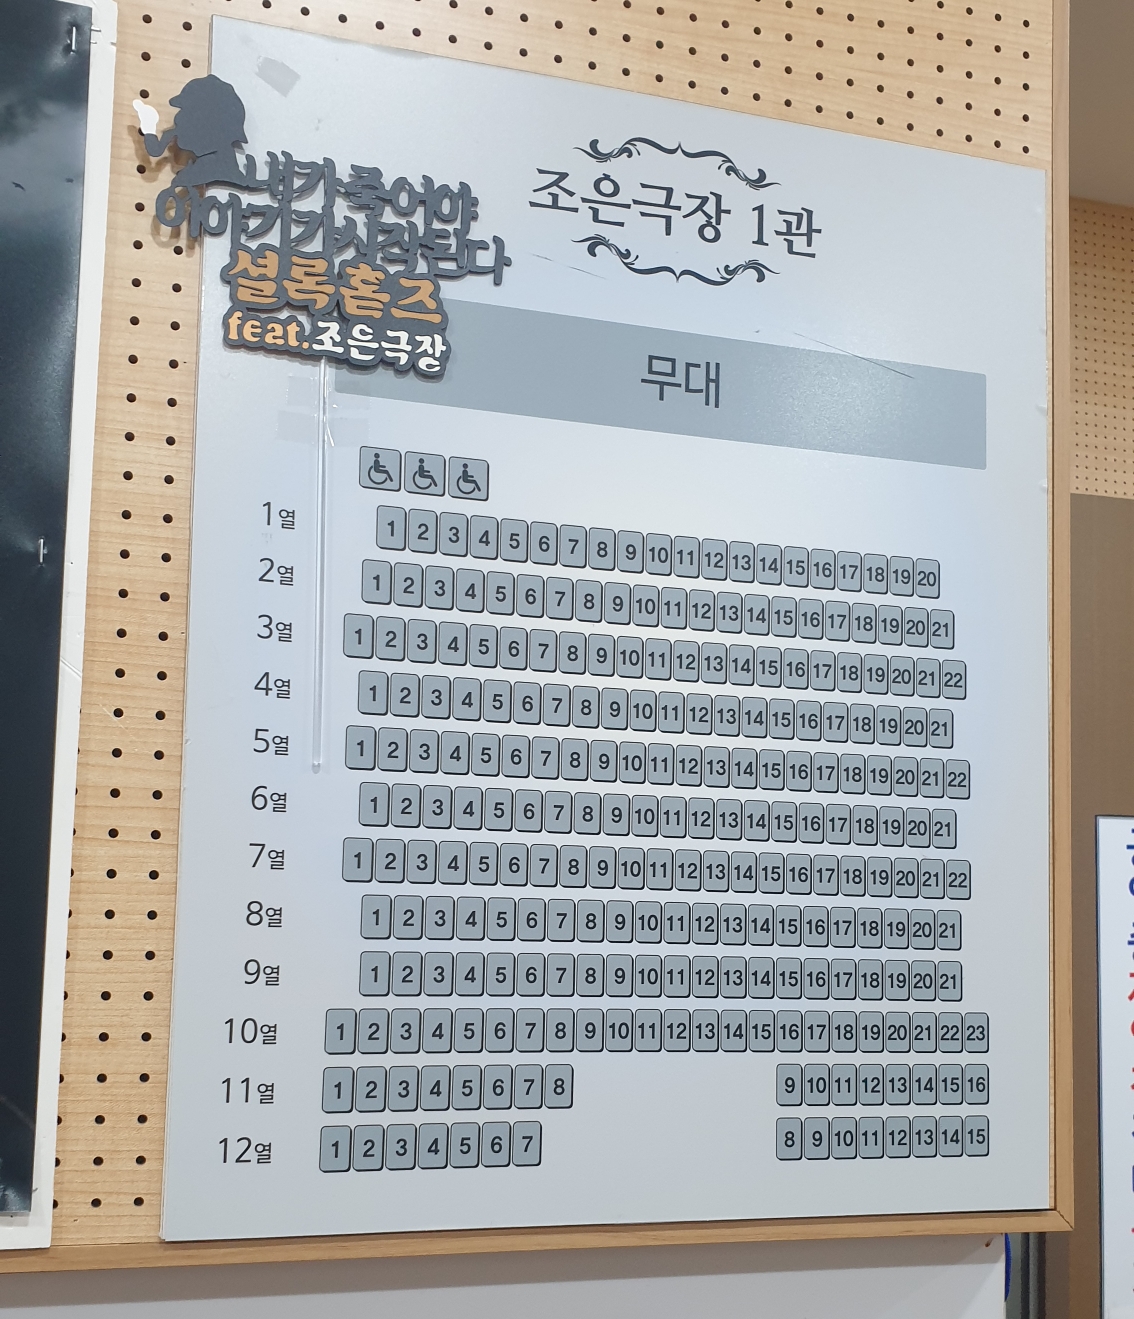 내가 죽어야
이야기가 시작된다
셜록홈즈
feat.조은극장
조은극장 1관
무대
1열 1 2 3 4 5 6 7 8 9 10 11 12 13 14 15 16 17 18 19 20
2열 1 2 3 4 5 6 7 8 9 10 11 12 13 14 15 16 17 18 19 20 21
3열 1 2 3 4 5 6 7 8 9 10 11 12 13 14 15 16 17 18 19 20 21 22
4열 1 2 3 4 5 6 7 8 9 10 11 12 13 14 15 16 17 18 19 20 21
5열 1 2 3 4 5 6 7 8 9 10 11 12 13 14 15 16 17 18 19 20 21 22
6열 1 2 3 4 5 6 7 8 9 10 11 12 13 14 15 16 17 18 19 20 21
7열 1 2 3 4 5 6 7 8 9 10 11 12 13 14 15 16 17 18 19 20 21 22
8열 1 2 3 4 5 6 7 8 9 10 11 12 13 14 15 16 17 18 19 20 21
9열 1 2 3 4 5 6 7 8 9 10 11 12 13 14 15 16 17 18 19 20 21
10열 1 2 3 4 5 6 7 8 9 10 11 12 13 14 15 16 17 18 19 20 21 22 23
11열 1 2 3 4 5 6 7 8 9 10 11 12 13 14 15 16
12열 1 2 3 4 5 6 7 8 9 10 11 12 13 14 15